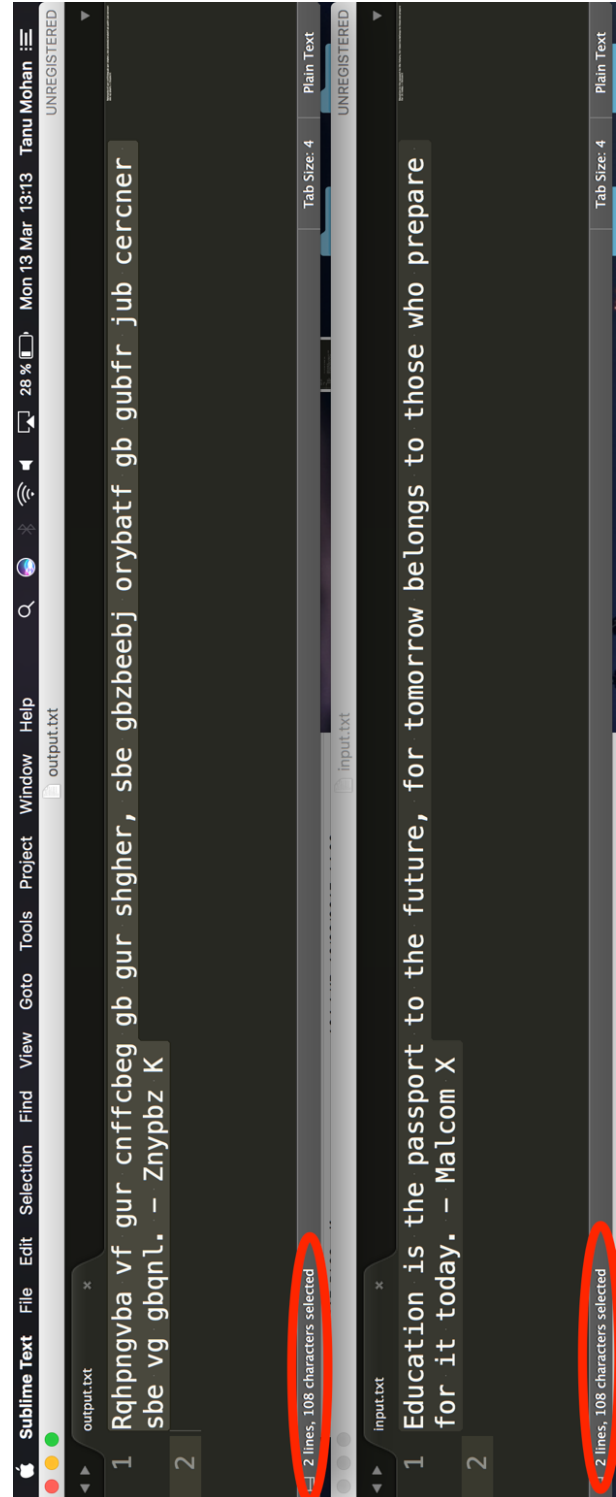 Sublime Text File Edit Selection Find View Goto Tools Project Window Help 28 % Mon 13 Mar 13:13 Tanu Mohan
output.txt UNREGISTERED
output.txt
1 Rqhpngvba vf gur cnffcbeg gb gur shgher, sbe gbzbeebj orybatf gb gubfr jub cercner
sbe vg gbqnl. – Znypbz K
2
2 lines, 108 characters selected Tab Size: 4 Plain Text
input.txt UNREGISTERED
input.txt
1 Education is the passport to the future, for tomorrow belongs to those who prepare
for it today. – Malcom X
2
2 lines, 108 characters selected Tab Size: 4 Plain Text